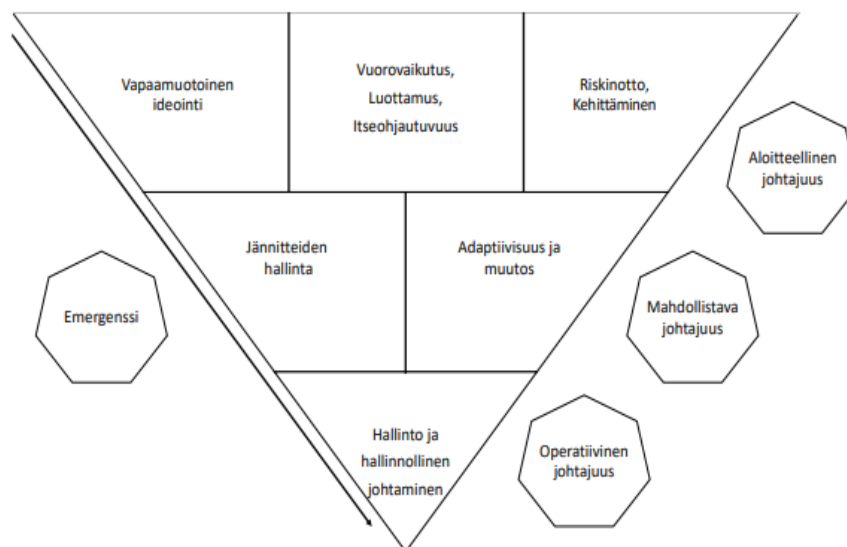 Vapaamuotoinen
ideointi
Vuorovaikutus,
Luottamus,
Itseohjautuvuus
Riskinotto,
Kehittäminen
Aloitteellinen
johtajuus
Jännitteiden
hallinta
Adaptiivisuus ja
muutos
Mahdollistava
johtajuus
Emergenssi
Hallinto ja
hallinnollinen
johtaminen
Operatiivinen
johtajuus